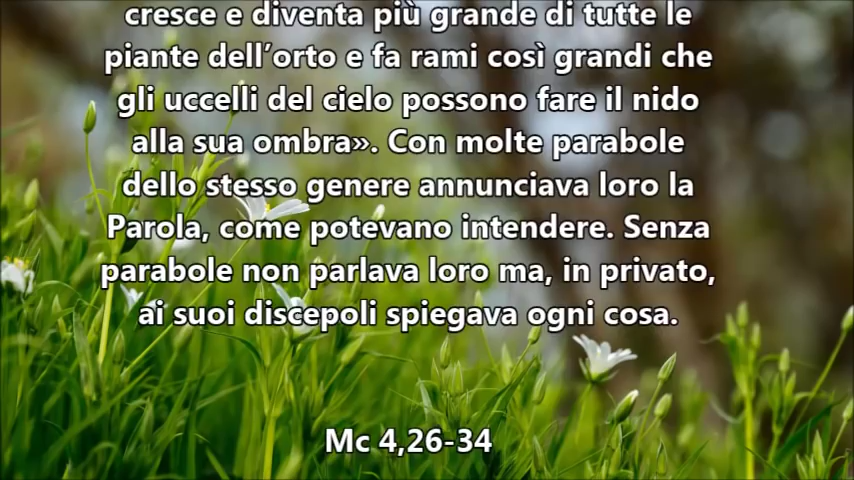 cresce e diventa più grande di tutte le
piante dell’orto e fa rami così grandi che
gli uccelli del cielo possono fare il nido
alla sua ombra». Con molte parabole
dello stesso genere annunciava loro la
Parola, come potevano intendere. Senza
parabole non parlava loro ma, in privato,
ai suoi discepoli spiegava ogni cosa.
Mc 4,26-34